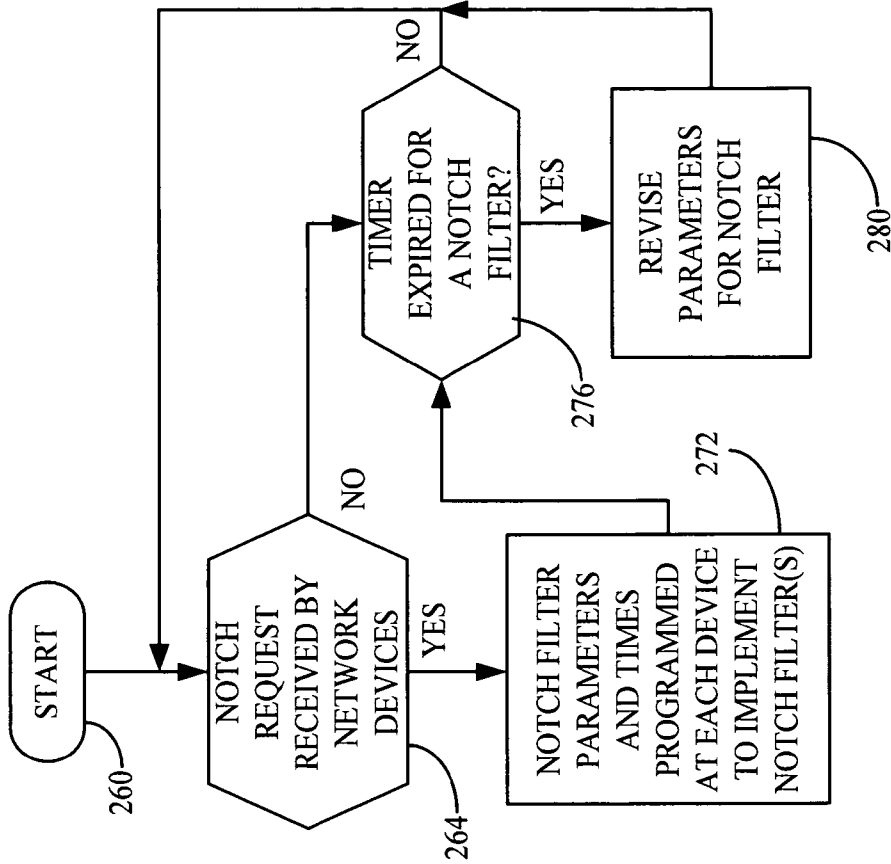 START
260
NOTCH
REQUEST
RECEIVED BY
NETWORK
DEVICES
NO
YES
264
NOTCH FILTER
PARAMETERS
AND TIMES
PROGRAMMED
AT EACH DEVICE
TO IMPLEMENT
NOTCH FILTER(S)
272
TIMER
EXPIRED FOR
A NOTCH
FILTER?
NO
YES
276
REVISE
PARAMETERS
FOR NOTCH
FILTER
280